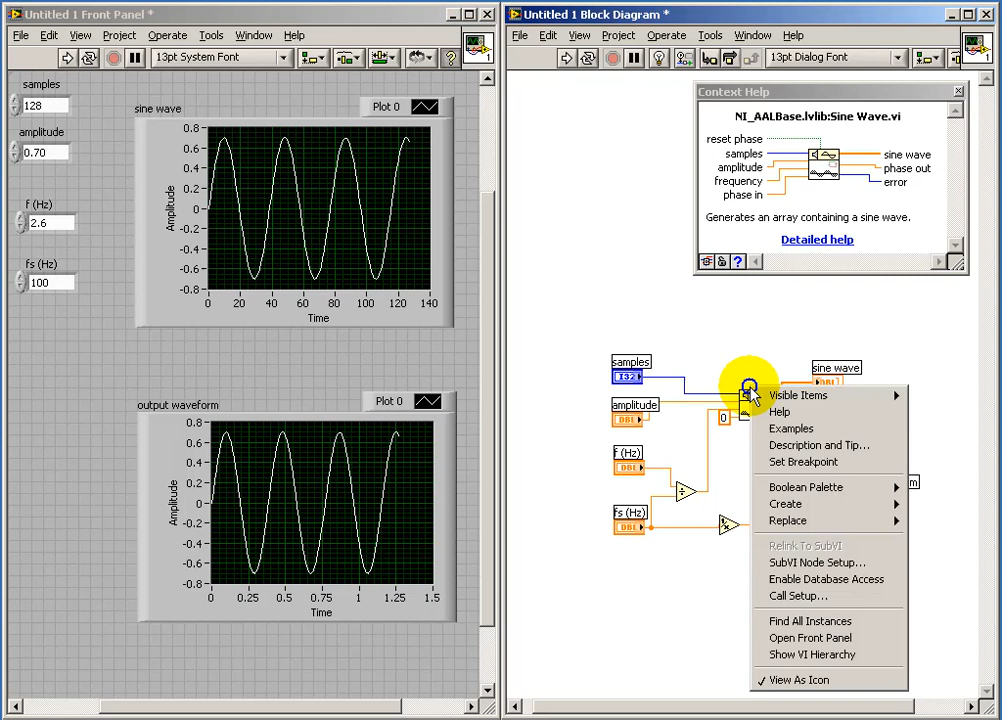 Untitled 1 Front Panel *
File Edit View Project Operate Tools Window Help
13pt System Font
1
samples
128
amplitude
0.70
f (Hz)
2.6
fs (Hz)
100
sine wave
Plot 0
0.8
0.6
0.4
0.2
0
-0.2
-0.4
-0.6
-0.8
Amplitude
0 20 40 60 80 100 120 140
Time
output waveform
Plot 0
0.8
0.6
0.4
0.2
0
-0.2
-0.4
-0.6
-0.8
Amplitude
0 0.25 0.5 0.75 1 1.25 1.5
Time
Untitled 1 Block Diagram *
File Edit View Project Operate Tools Window Help
13pt Dialog Font
1
Context Help
NI_AALBase.lvlib:Sine Wave.vi
reset phase
samples
amplitude
frequency
phase in
sine wave
phase out
error
Generates an array containing a sine wave.
Detailed help
?
samples
I32
amplitude
DBL
f (Hz)
DBL
fs (Hz)
DBL
÷
1/x
0
sine wave
DBL
m
Visible Items
Help
Examples
Description and Tip...
Set Breakpoint
Boolean Palette
Create
Replace
Relink To SubVI
SubVI Node Setup...
Enable Database Access
Call Setup...
Find All Instances
Open Front Panel
Show VI Hierarchy
✓ View As Icon